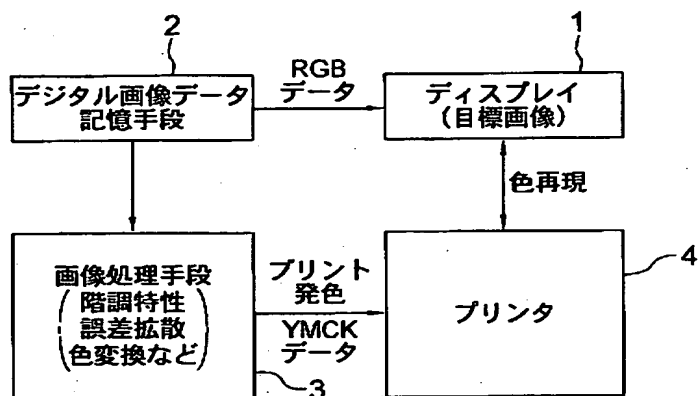 2
1
デジタル画像データ
記憶手段
RGB
データ
ディスプレイ
(目標画像)
色再現
画像処理手段
(階調特性
誤差拡散
色変換など)
プリント
発色
YMCK
データ
プリンタ
4
3